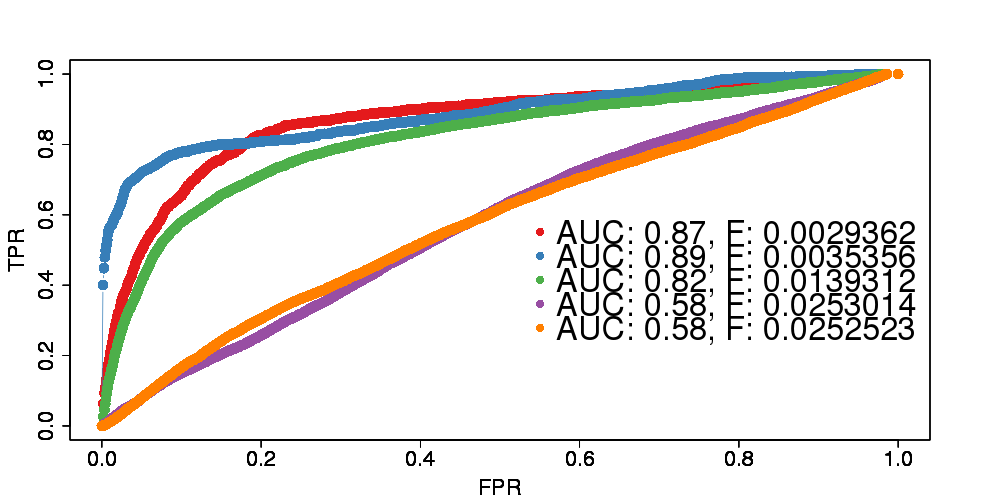 1.0
0.8
0.6
0.4
0.2
0.0
TPR
AUC: 0.87, F: 0.0029362
AUC: 0.89, F: 0.0035356
AUC: 0.82, F: 0.0139312
AUC: 0.58, F: 0.0253014
AUC: 0.58, F: 0.0252523
0.0 0.2 0.4 0.6 0.8 1.0
FPR